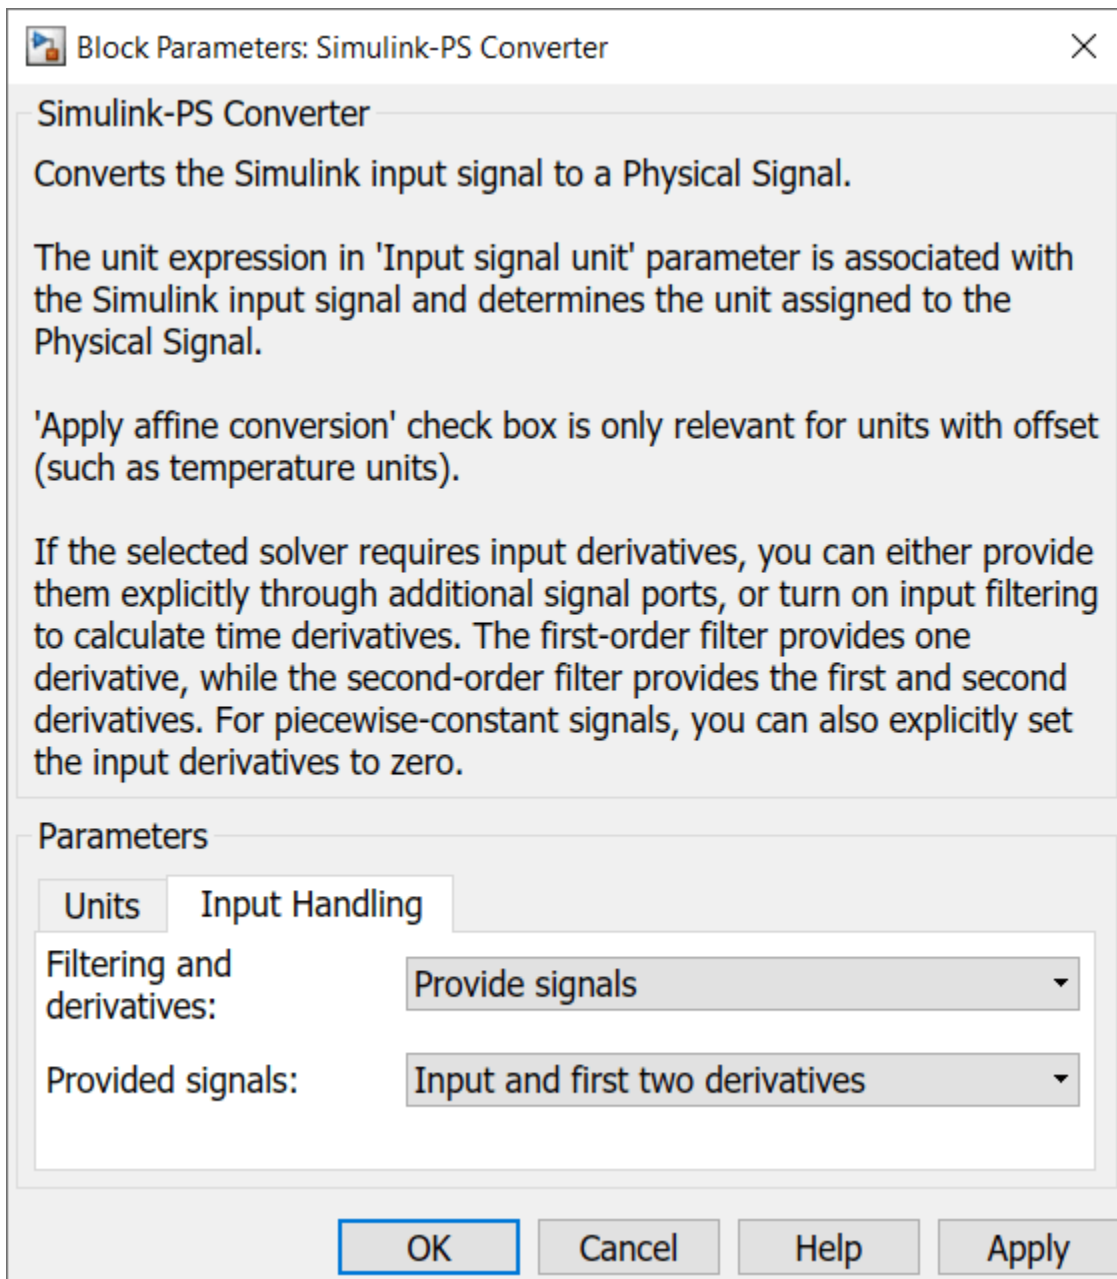 Block Parameters: Simulink-PS Converter
Simulink-PS Converter
Converts the Simulink input signal to a Physical Signal.
The unit expression in 'Input signal unit' parameter is associated with
the Simulink input signal and determines the unit assigned to the
Physical Signal.
'Apply affine conversion' check box is only relevant for units with offset
(such as temperature units).
If the selected solver requires input derivatives, you can either provide
them explicitly through additional signal ports, or turn on input filtering
to calculate time derivatives. The first-order filter provides one
derivative, while the second-order filter provides the first and second
derivatives. For piecewise-constant signals, you can also explicitly set
the input derivatives to zero.
Parameters
Units Input Handling
Filtering and
derivatives:
Provide signals
Provided signals: Input and first two derivatives
OK Cancel Help Apply